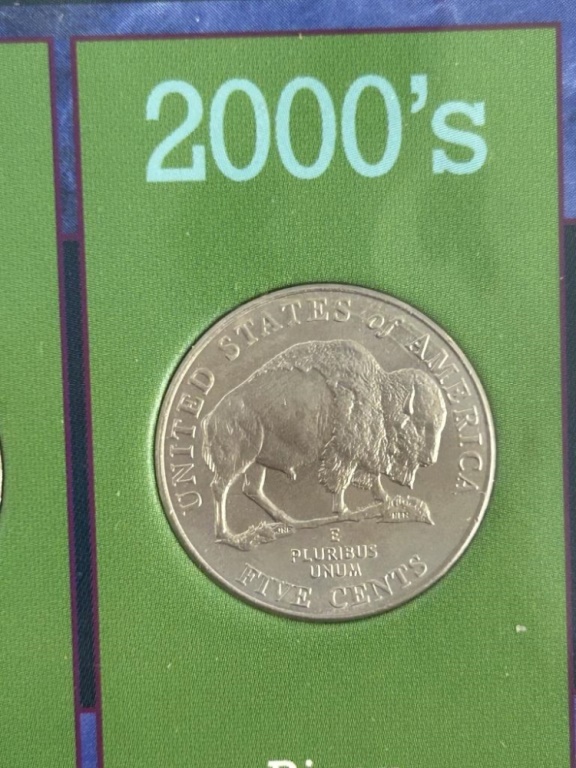 2000's
UNITED STATES of AMERICA
E
PLURIBUS
UNUM
FIVE CENTS